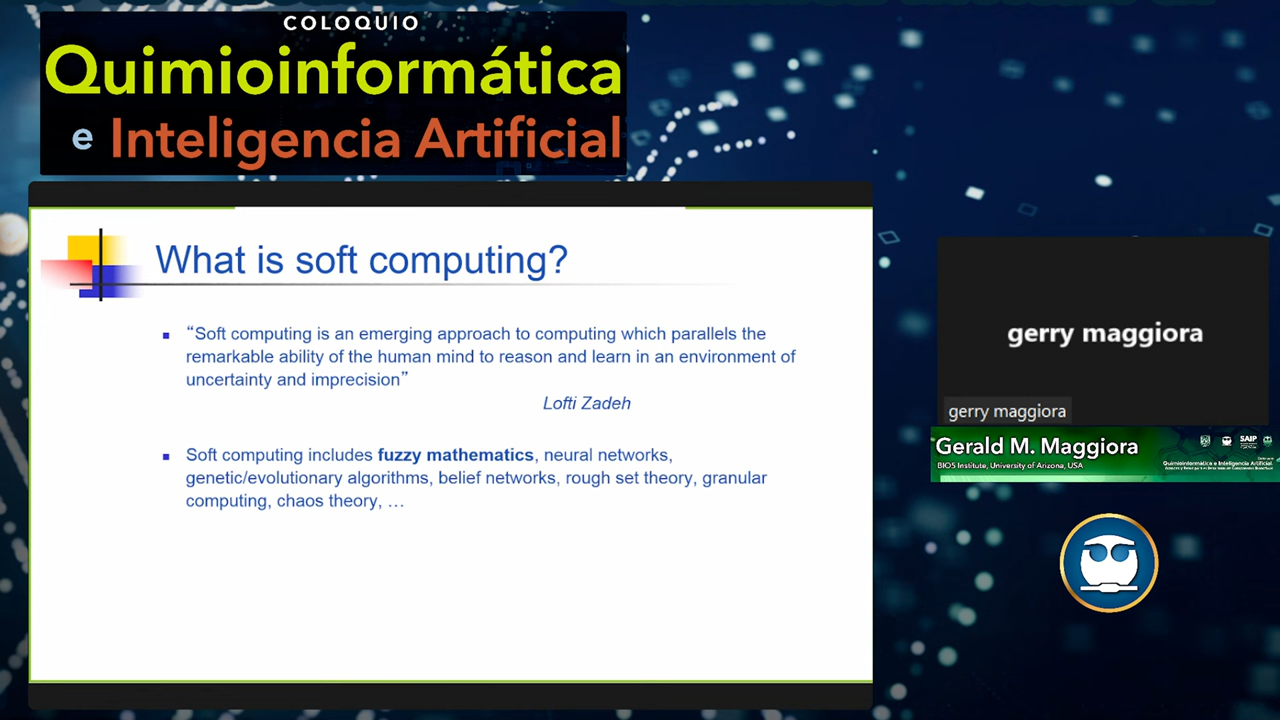 COLOQUIO
Quimioinformática
e Inteligencia Artificial
What is soft computing?
“Soft computing is an emerging approach to computing which parallels the
remarkable ability of the human mind to reason and learn in an environment of
uncertainty and imprecision”
Lofti Zadeh
Soft computing includes fuzzy mathematics, neural networks,
genetic/evolutionary algorithms, belief networks, rough set theory, granular
computing, chaos theory, …
gerry maggiora
gerry maggiora
Gerald M. Maggiora
BIO5 Institute, University of Arizona, USA
SAIP
Quimioinformática e Inteligencia Artificial